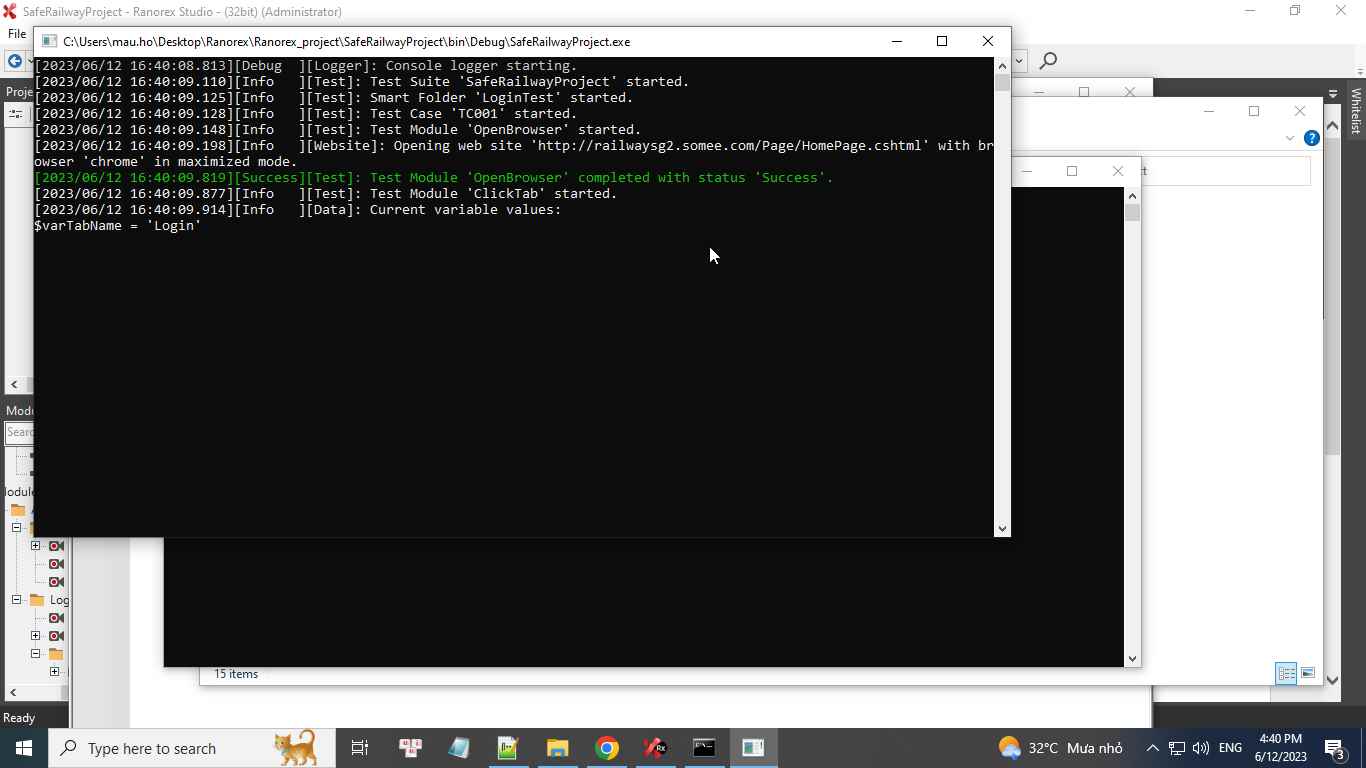 SafeRailwayProject - Ranorex Studio - (32bit) (Administrator)
File
C:\Users\mau.ho\Desktop\Ranorex\Ranorex_project\SafeRailwayProject\bin\Debug\SafeRailwayProject.exe
[2023/06/12 16:40:08.813][Debug  ][Logger]: Console logger starting.
[2023/06/12 16:40:09.110][Info   ][Test]: Test Suite 'SafeRailwayProject' started.
[2023/06/12 16:40:09.125][Info   ][Test]: Smart Folder 'LoginTest' started.
[2023/06/12 16:40:09.128][Info   ][Test]: Test Case 'TC001' started.
[2023/06/12 16:40:09.148][Info   ][Test]: Test Module 'OpenBrowser' started.
[2023/06/12 16:40:09.198][Info   ][Website]: Opening web site 'http://railwaysg2.somee.com/Page/HomePage.cshtml' with br
owser 'chrome' in maximized mode.
[2023/06/12 16:40:09.819][Success][Test]: Test Module 'OpenBrowser' completed with status 'Success'.
[2023/06/12 16:40:09.877][Info   ][Test]: Test Module 'ClickTab' started.
[2023/06/12 16:40:09.914][Info   ][Data]: Current variable values:
$varTabName = 'Login'
Proje
Whitelist
Modu
Searc
Log
15 items
Ready
Type here to search
32°C Mưa nhỏ
ENG
4:40 PM
6/12/2023
3